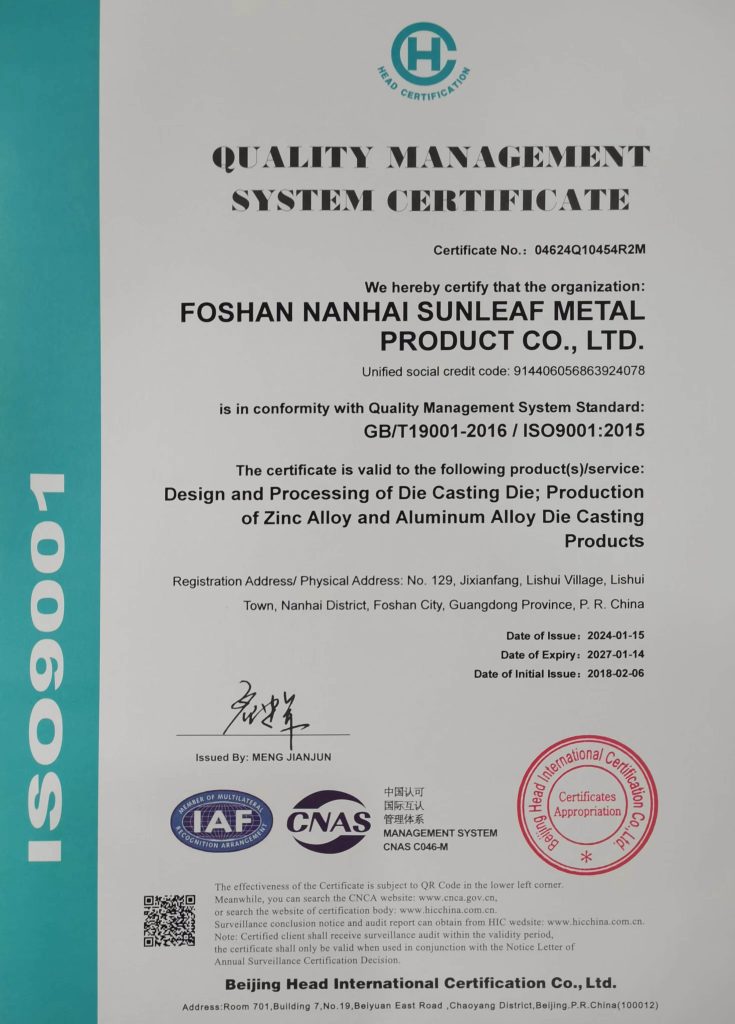 CH
HEAD CERTIFICATION
QUALITY MANAGEMENT
SYSTEM CERTIFICATE
Certificate No.: 04624Q10454R2M
We hereby certify that the organization:
FOSHAN NANHAI SUNLEAF METAL
PRODUCT CO., LTD.
Unified social credit code: 914406056863924078
is in conformity with Quality Management System Standard:
GB/T19001-2016 / ISO9001:2015
The certificate is valid to the following product(s)/service:
Design and Processing of Die Casting Die; Production
of Zinc Alloy and Aluminum Alloy Die Casting
Products
Registration Address/ Physical Address: No. 129, Jixianfang, Lishui Village, Lishui
Town, Nanhai District, Foshan City, Guangdong Province, P. R. China
Date of Issue: 2024-01-15
Date of Expiry: 2027-01-14
Date of Initial Issue: 2018-02-06
ISO9001
Issued By: MENG JIANJUN
MEMBER OF MULTILATERAL
IAF
RECOGNITION ARRANGEMENT
CNAS
中国认可
国际互认
管理体系
MANAGEMENT SYSTEM
CNAS C046-M
Beijing Head International Certification Co.,Ltd.
Certificates
Appropriation
The effectiveness of the Certificate is subject to QR Code in the lower left corner.
Meanwhile, you can search the CNCA website: www.cnca.gov.cn,
or search the website of certification body: www.hicchina.com.cn.
Surveillance conclusion notice and audit report can obtain from HIC wedsite: www.hicchina.com.cn.
Note: Certified client shall receive surveillance audit within the validity period,
the certificate shall only be valid when used in conjunction with the Notice Letter of
Annual Surveillance Certification Decision.
Beijing Head International Certification Co., Ltd.
Address:Room 701,Building 7,No.19,Beiyuan East Road ,Chaoyang District,Beijing.P.R.China(100012)